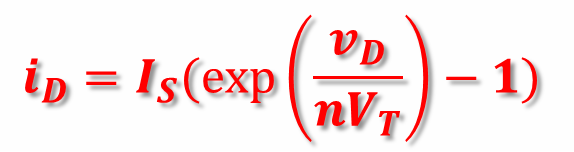 i_D = I_S(exp(v_D/nV_T) − 1)